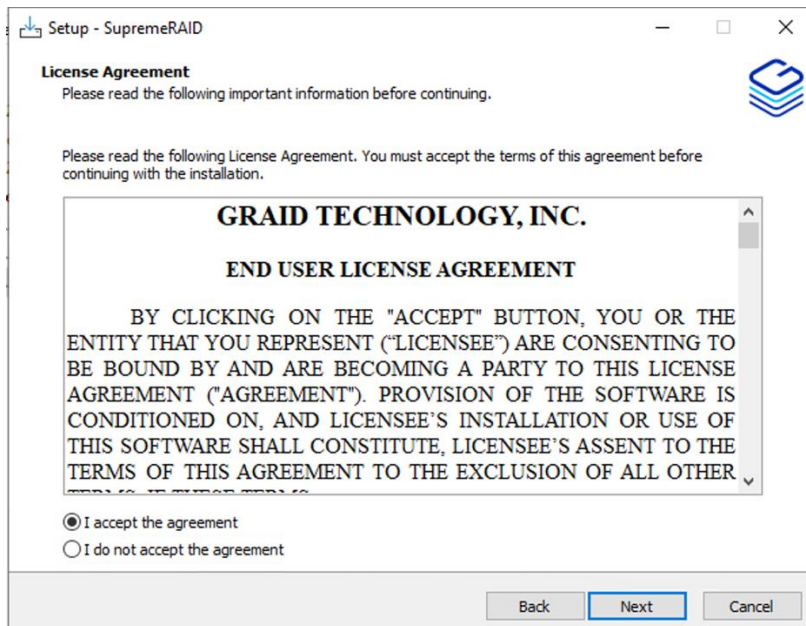 Setup - SupremeRAID
License Agreement
Please read the following important information before continuing.
Please read the following License Agreement. You must accept the terms of this agreement before
continuing with the installation.
GRAID TECHNOLOGY, INC.
END USER LICENSE AGREEMENT
BY CLICKING ON THE "ACCEPT" BUTTON, YOU OR THE
ENTITY THAT YOU REPRESENT (“LICENSEE”) ARE CONSENTING TO
BE BOUND BY AND ARE BECOMING A PARTY TO THIS LICENSE
AGREEMENT ("AGREEMENT"). PROVISION OF THE SOFTWARE IS
CONDITIONED ON, AND LICENSEE’S INSTALLATION OR USE OF
THIS SOFTWARE SHALL CONSTITUTE, LICENSEE’S ASSENT TO THE
TERMS OF THIS AGREEMENT TO THE EXCLUSION OF ALL OTHER
I accept the agreement
I do not accept the agreement
Back Next Cancel